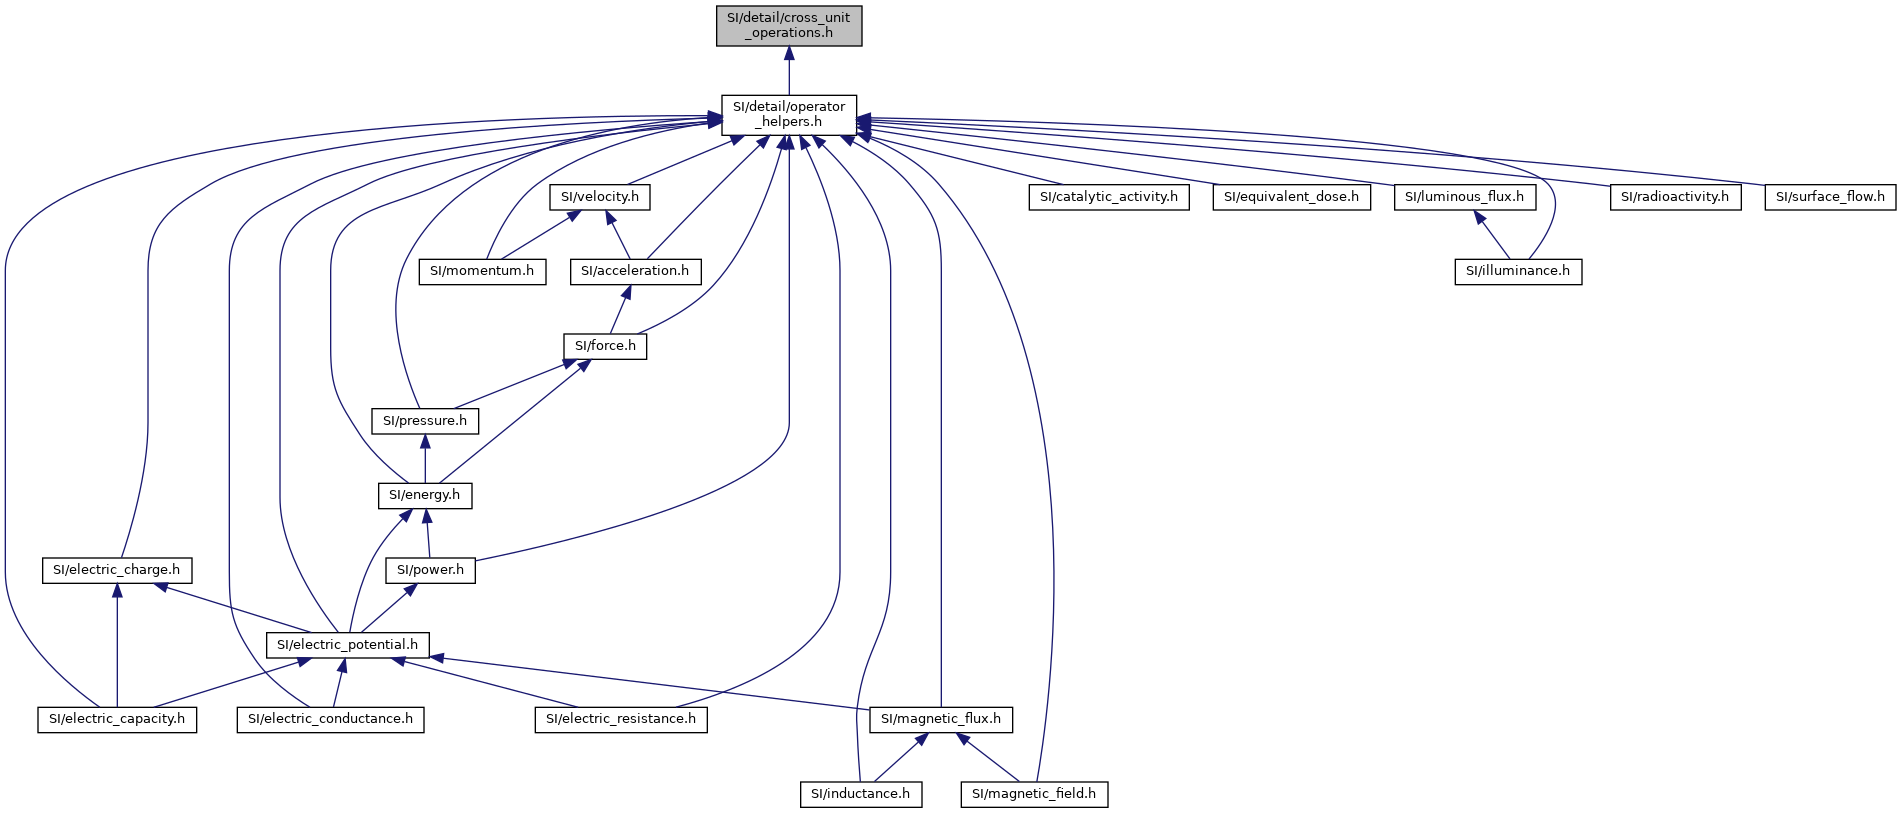 SI/detail/cross_unit
_operations.h
SI/detail/operator
_helpers.h
SI/velocity.h
SI/catalytic_activity.h
SI/equivalent_dose.h
SI/luminous_flux.h
SI/radioactivity.h
SI/surface_flow.h
SI/momentum.h
SI/acceleration.h
SI/illuminance.h
SI/force.h
SI/pressure.h
SI/energy.h
SI/electric_charge.h
SI/power.h
SI/electric_potential.h
SI/electric_capacity.h
SI/electric_conductance.h
SI/electric_resistance.h
SI/magnetic_flux.h
SI/inductance.h
SI/magnetic_field.h